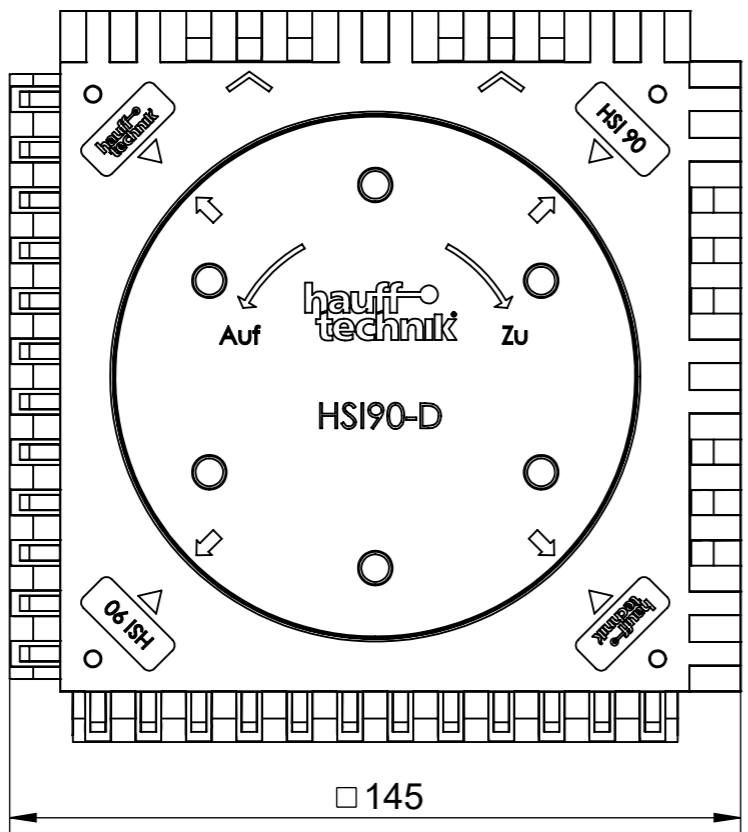 hauff
technik
HSI 90
hauff
technik
Auf
Zu
HSI90-D
HSI 90
hauff
technik
□ 145